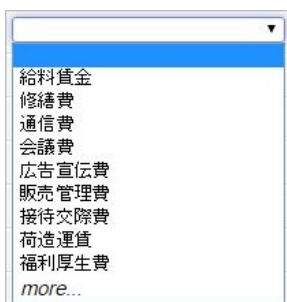 給料賃金
修繕費
通信費
会議費
広告宣伝費
販売管理費
接待交際費
荷造運賃
福利厚生費
more...